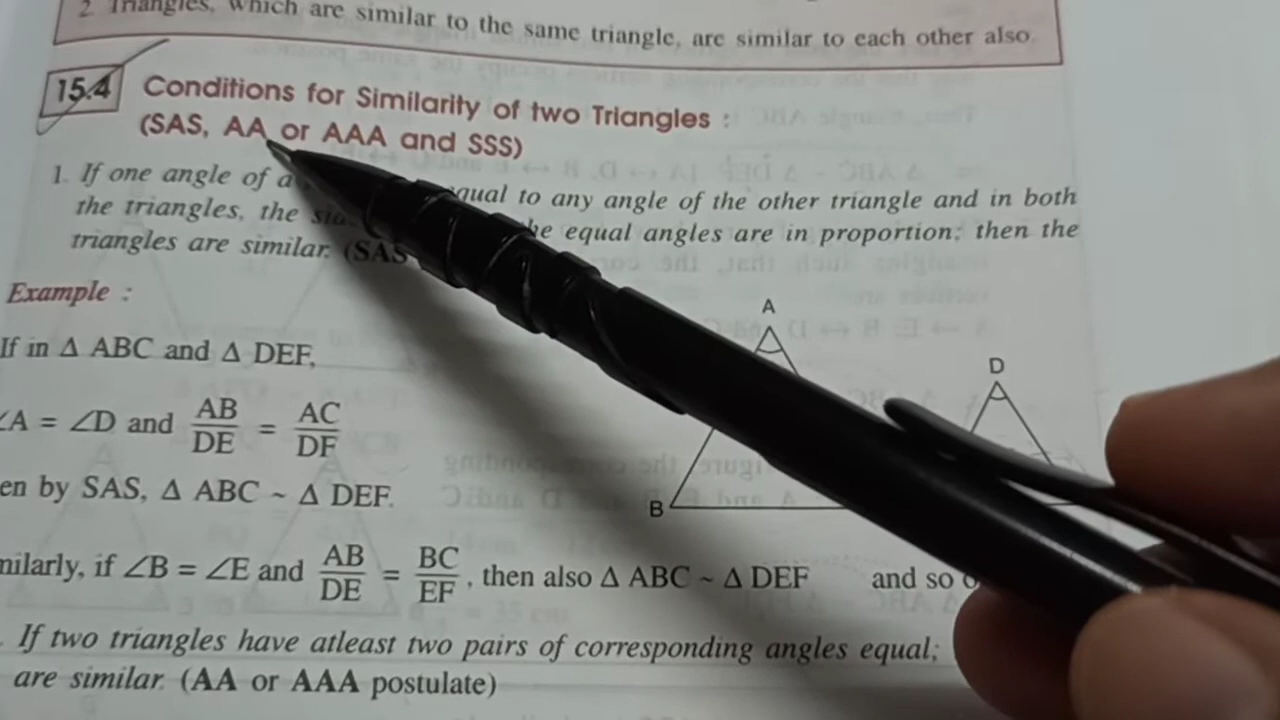 2. Triangles, which are similar to the same triangle, are similar to each other also.
15.4 Conditions for Similarity of two Triangles :
(SAS, AA or AAA and SSS)
1. If one angle of a equal to any angle of the other triangle and in both
the triangles, the equal angles are in proportion; then the
triangles are similar. (SAS
Example :
If in Δ ABC and Δ DEF,
∠A = ∠D and AB/DE = AC/DF
en by SAS, Δ ABC ~ Δ DEF.
milarly, if ∠B = ∠E and AB/DE = BC/EF, then also Δ ABC ~ Δ DEF and so
If two triangles have atleast two pairs of corresponding angles equal;
are similar. (AA or AAA postulate)
A
D
B